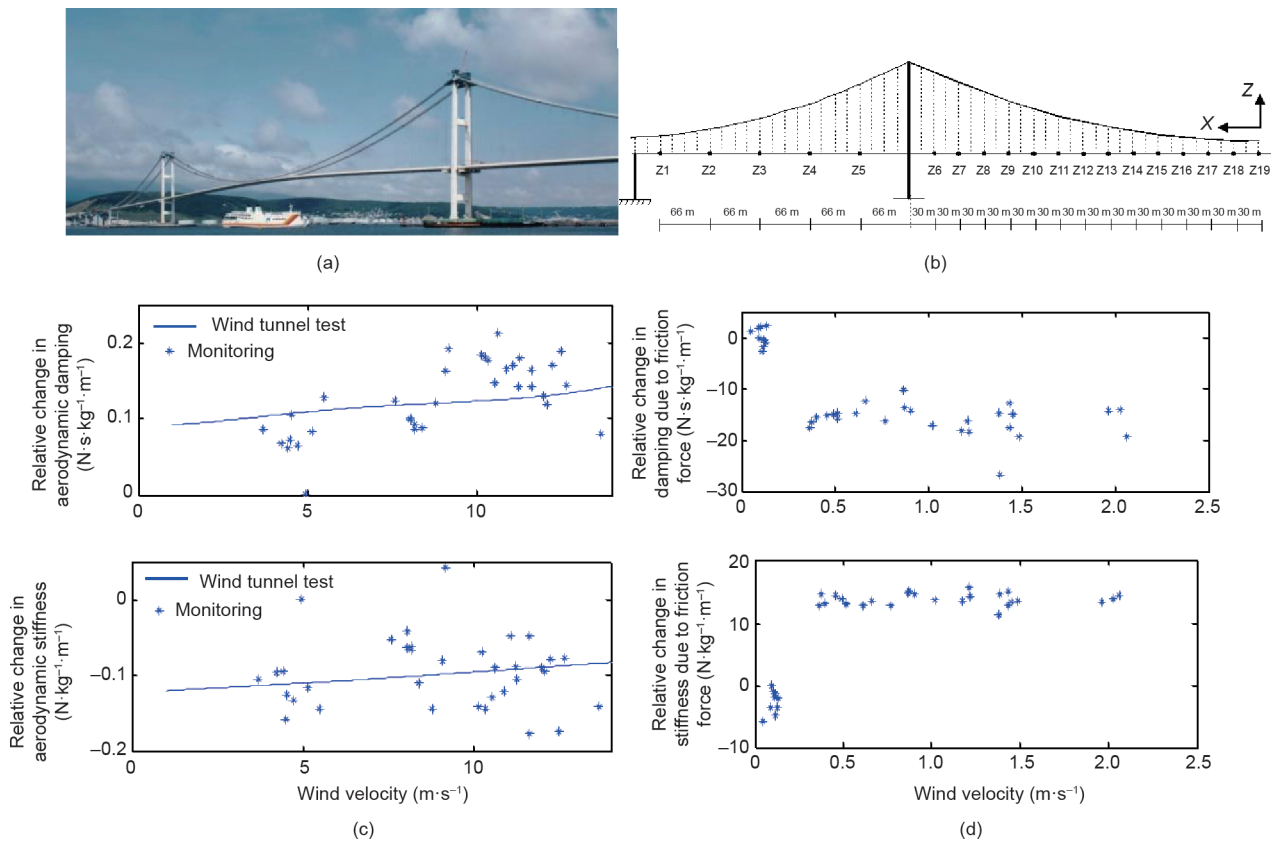 Z
X
Z1 Z2 Z3 Z4 Z5 Z6 Z7 Z8 Z9 Z10 Z11 Z12 Z13 Z14 Z15 Z16 Z17 Z18 Z19
66 m 66 m 66 m 66 m 66 m 30 m 30 m 30 m 30 m 30 m 30 m 30 m 30 m 30 m 30 m 30 m 30 m 30 m 30 m
(a)
(b)
Relative change in
aerodynamic damping
(N·s·kg⁻¹·m⁻¹)
0.2
0.1
0
Wind tunnel test
Monitoring
0 5 10
Relative change in
damping due to friction
force (N·s·kg⁻¹·m⁻¹)
0
–10
–20
–30
0 0.5 1.0 1.5 2.0 2.5
Relative change in
aerodynamic stiffness
(N·kg⁻¹·m⁻¹)
0
–0.1
–0.2
Wind tunnel test
Monitoring
0 5 10
Wind velocity (m·s⁻¹)
(c)
Relative change in
stiffness due to friction
force (N·kg⁻¹·m⁻¹)
20
10
0
–10
0 0.5 1.0 1.5 2.0 2.5
Wind velocity (m·s⁻¹)
(d)